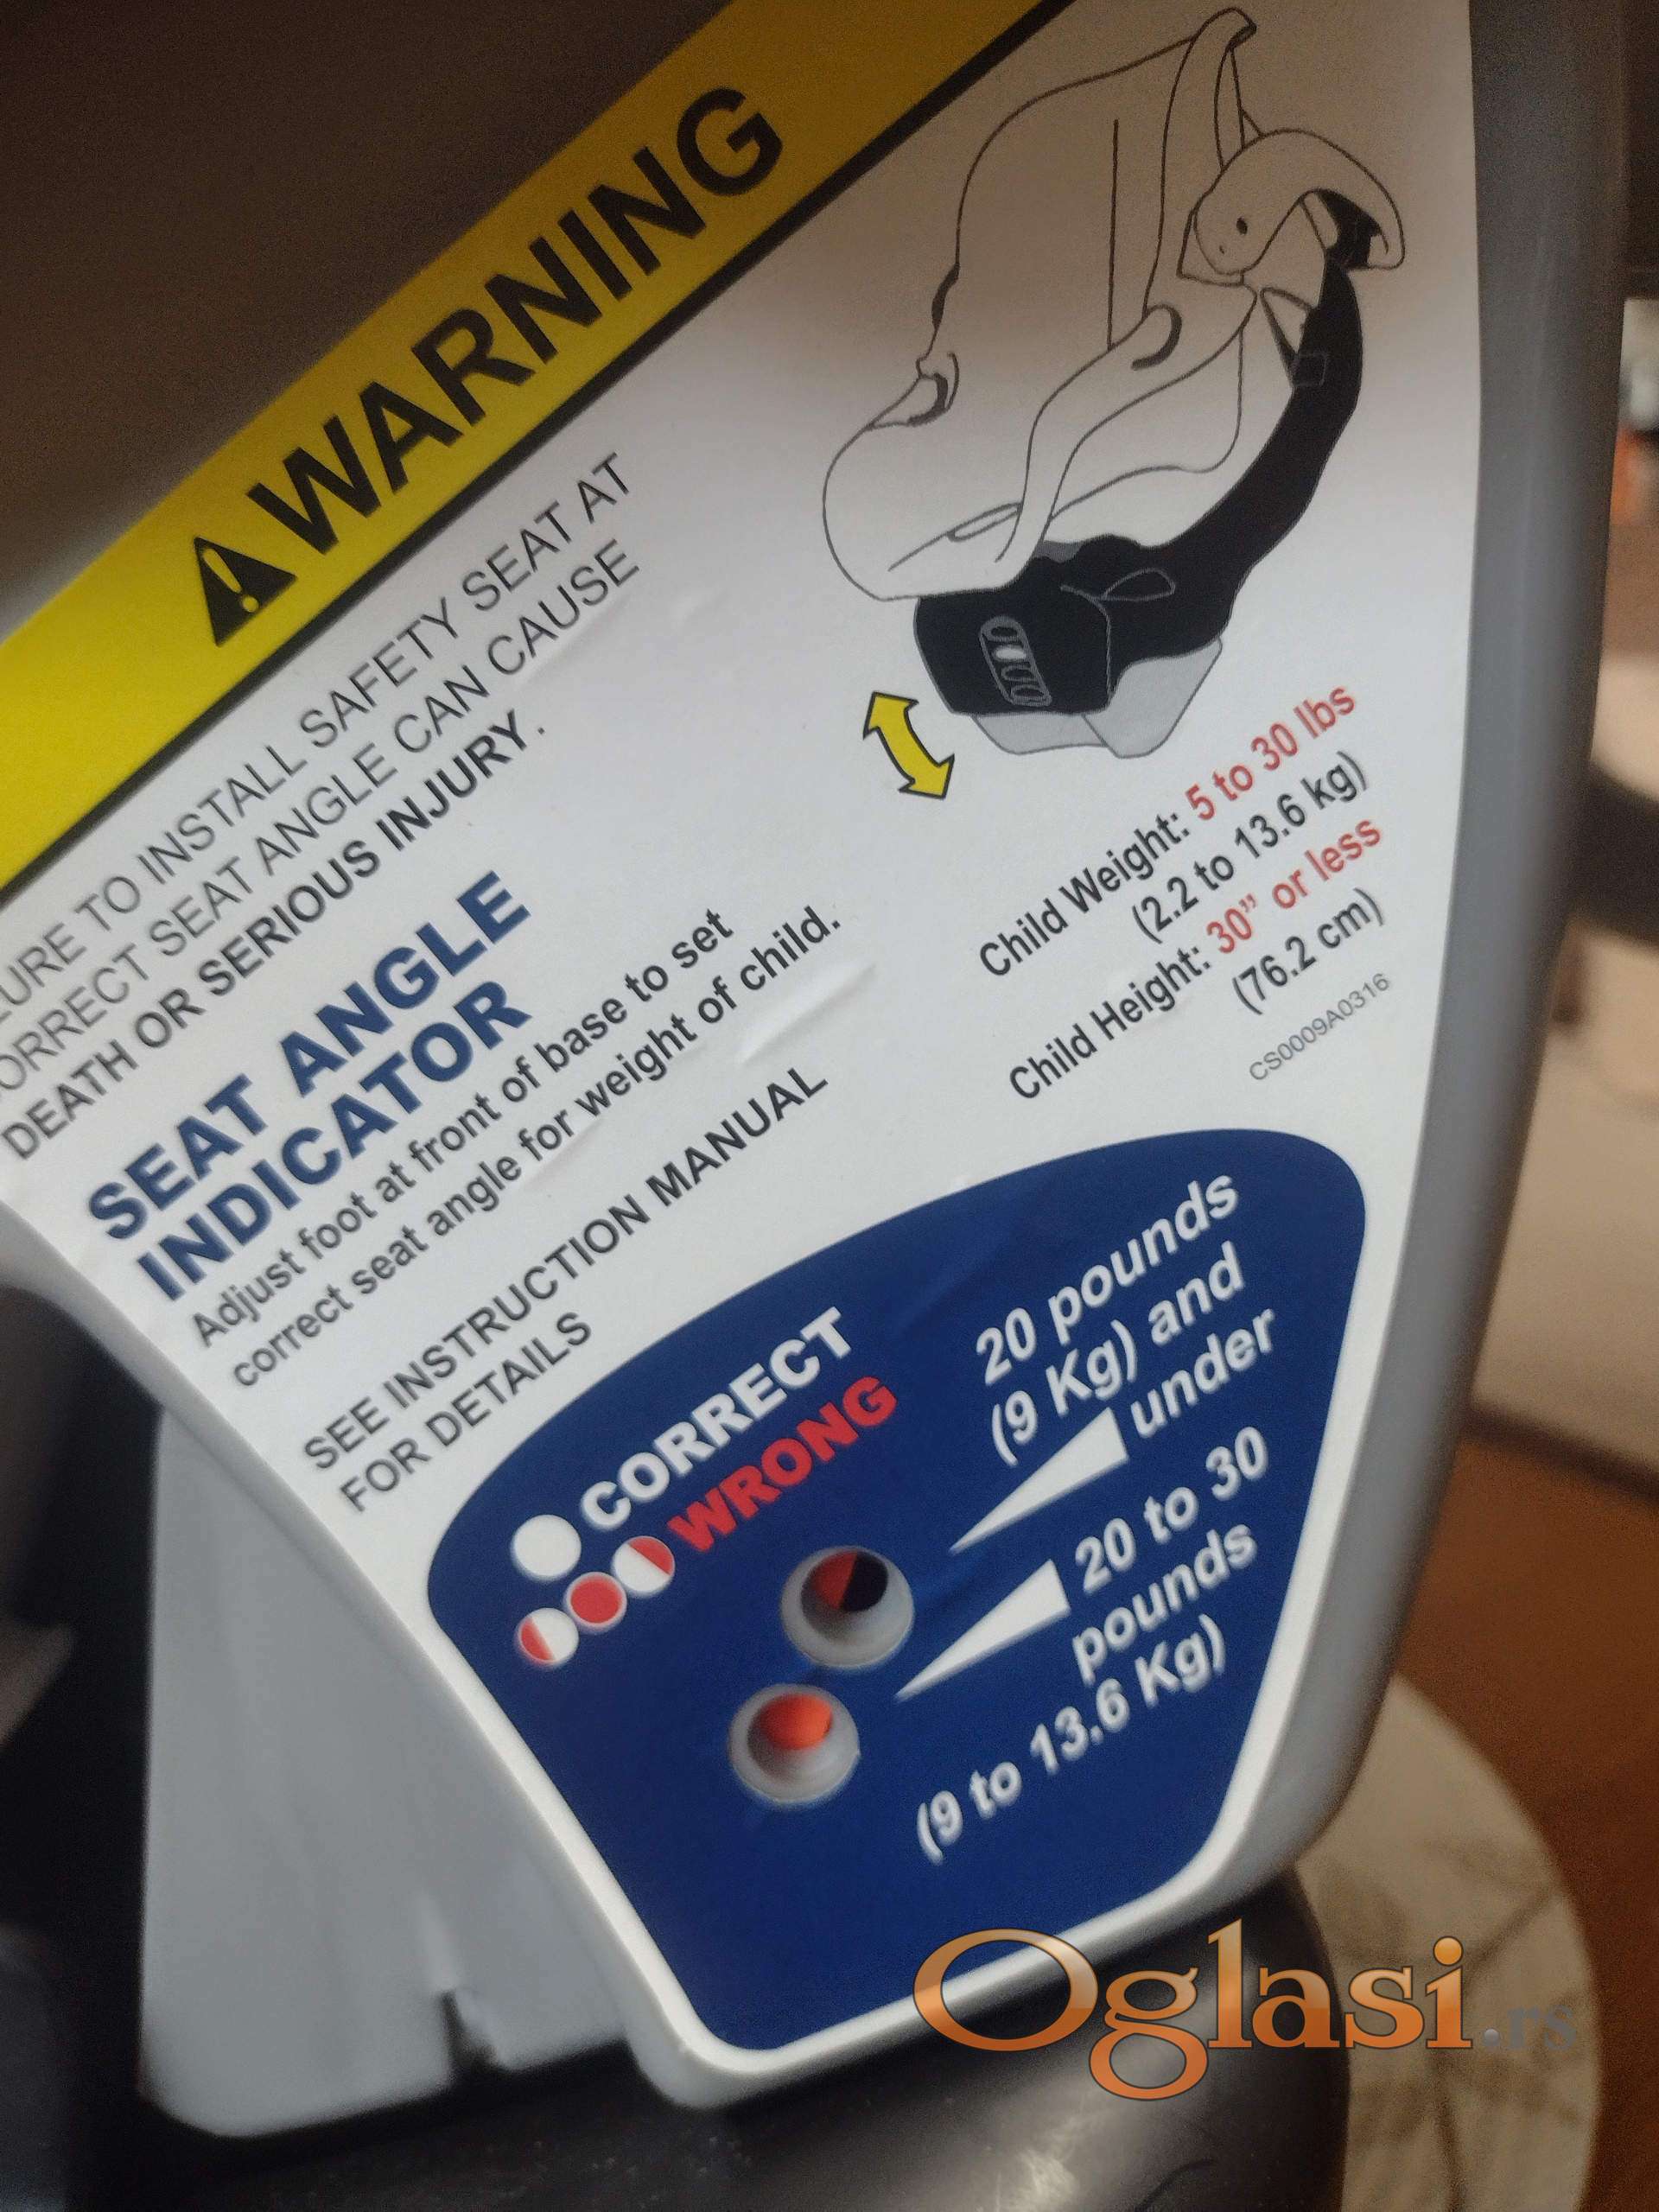 WARNING
URE TO INSTALL SAFETY SEAT AT
ORRECT SEAT ANGLE CAN CAUSE
DEATH OR SERIOUS INJURY.
SEAT ANGLE
INDICATOR
Adjust foot at front of base to set
correct seat angle for weight of child.
SEE INSTRUCTION MANUAL
FOR DETAILS
Child Weight: 5 to 30 lbs
(2.2 to 13.6 kg)
Child Height: 30” or less
(76.2 cm)
CS0009A0316
CORRECT
WRONG
20 pounds
(9 Kg) and
under
20 to 30
pounds
(9 to 13.6 Kg)
Oglasi.rs